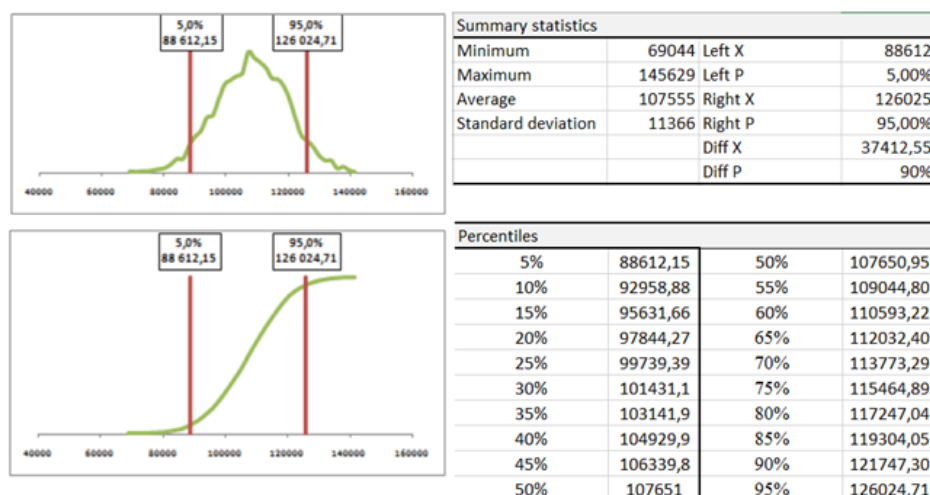 5,0%
88 612,15
95,0%
126 024,71
40000 60000 80000 100000 120000 140000 160000
Summary statistics
Minimum 69044 Left X 88612
Maximum 145629 Left P 5,00%
Average 107555 Right X 126025
Standard deviation 11366 Right P 95,00%
Diff X 37412,55
Diff P 90%
5,0%
88 612,15
95,0%
126 024,71
40000 60000 80000 100000 120000 140000 160000
Percentiles
5% 88612,15 50% 107650,95
10% 92958,88 55% 109044,80
15% 95631,66 60% 110593,22
20% 97844,27 65% 112032,40
25% 99739,39 70% 113773,29
30% 101431,1 75% 115464,89
35% 103141,9 80% 117247,04
40% 104929,9 85% 119304,05
45% 106339,8 90% 121747,30
50% 107651 95% 126024,71